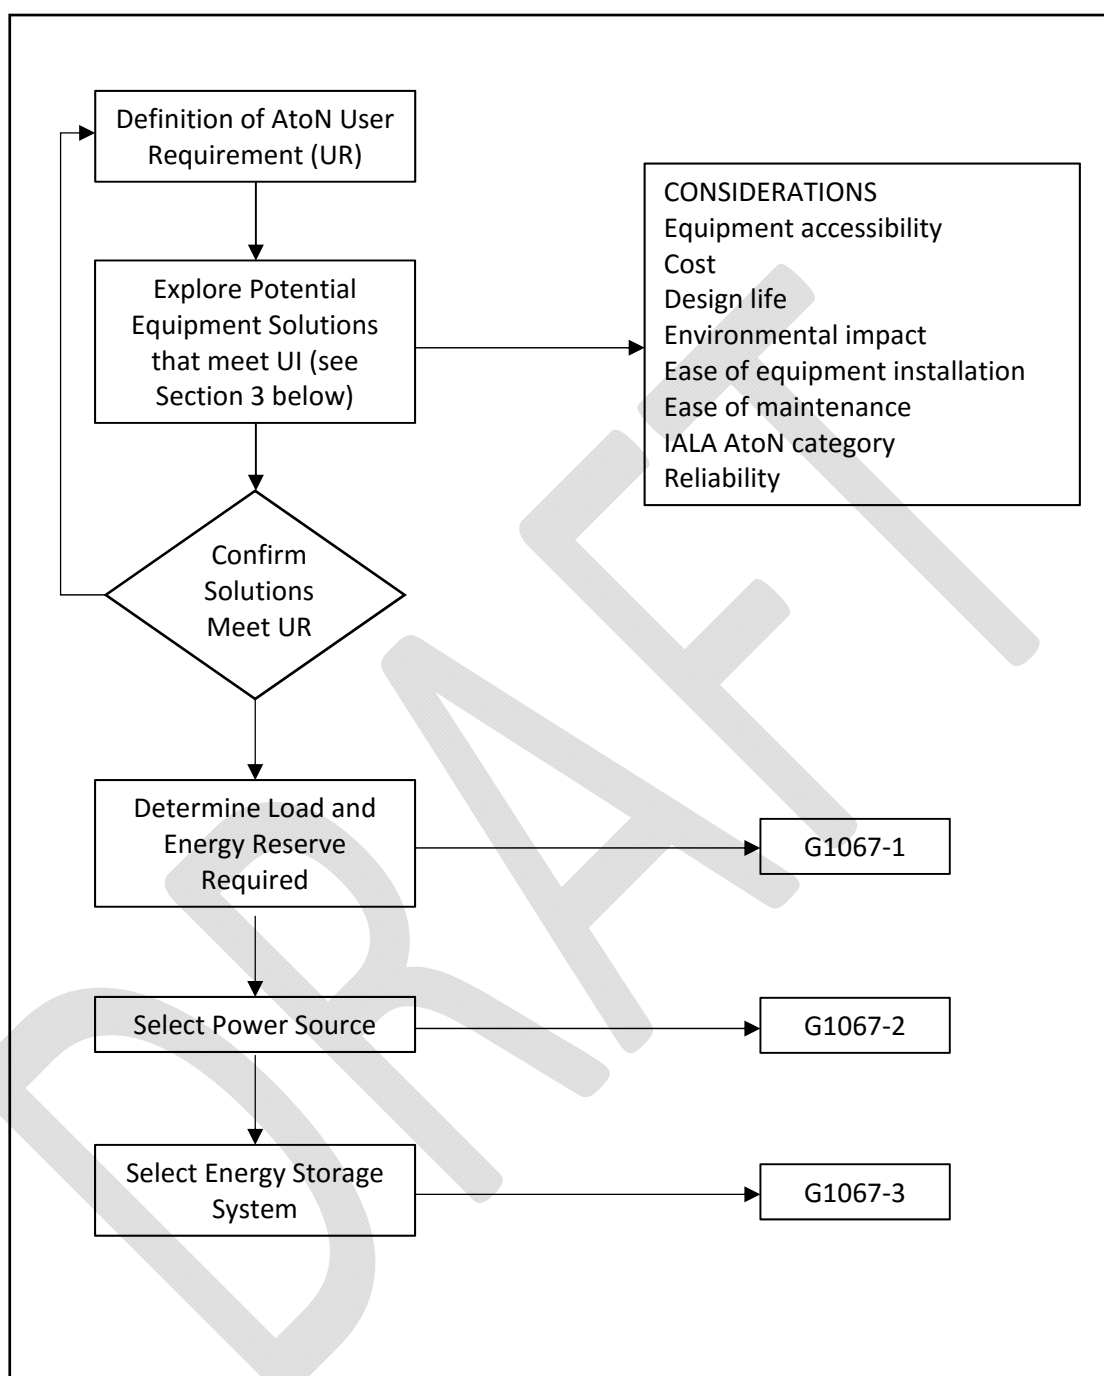 Definition of AtoN User
Requirement (UR)
Explore Potential
Equipment Solutions
that meet UI (see
Section 3 below)
CONSIDERATIONS
Equipment accessibility
Cost
Design life
Environmental impact
Ease of equipment installation
Ease of maintenance
IALA AtoN category
Reliability
Confirm
Solutions
Meet UR
Determine Load and
Energy Reserve
Required
G1067-1
Select Power Source
G1067-2
Select Energy Storage
System
G1067-3
DRAFT